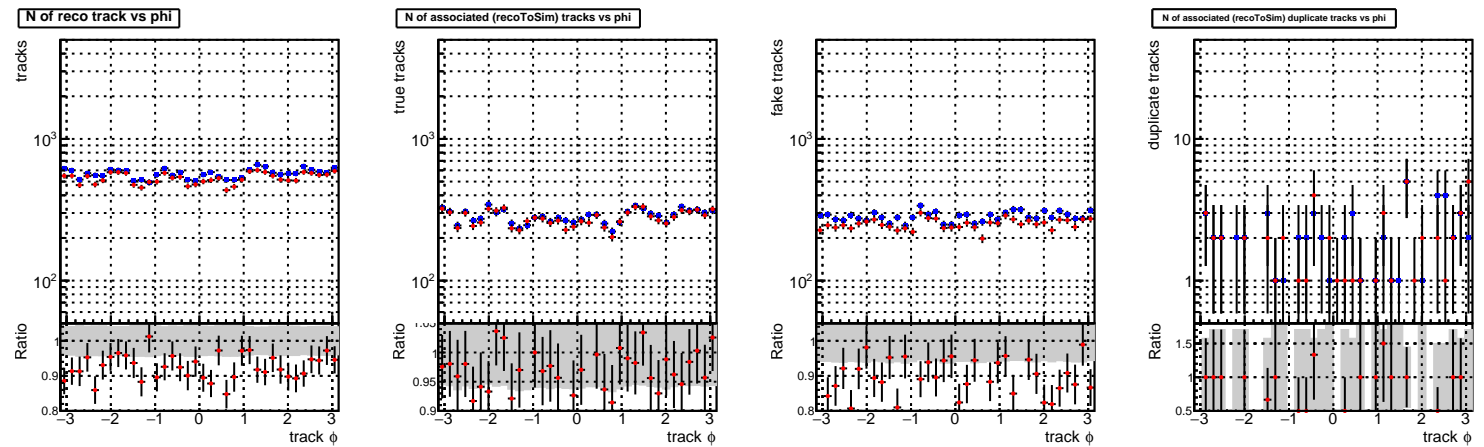 N of reco track vs phi
tracks
10³
10²
Ratio
1
0.9
0.8
−3 −2 −1 0 1 2 3
track ϕ
N of associated (recoToSim) tracks vs phi
true tracks
10³
10²
Ratio
1
0.95
0.9
−3 −2 −1 0 1 2 3
track ϕ
fake tracks
10³
10²
Ratio
1
0.9
0.8
−3 −2 −1 0 1 2 3
track ϕ
N of associated (recoToSim) duplicate tracks vs phi
duplicate tracks
10
1
Ratio
1.5
1
0.5
−3 −2 −1 0 1 2 3
track ϕ